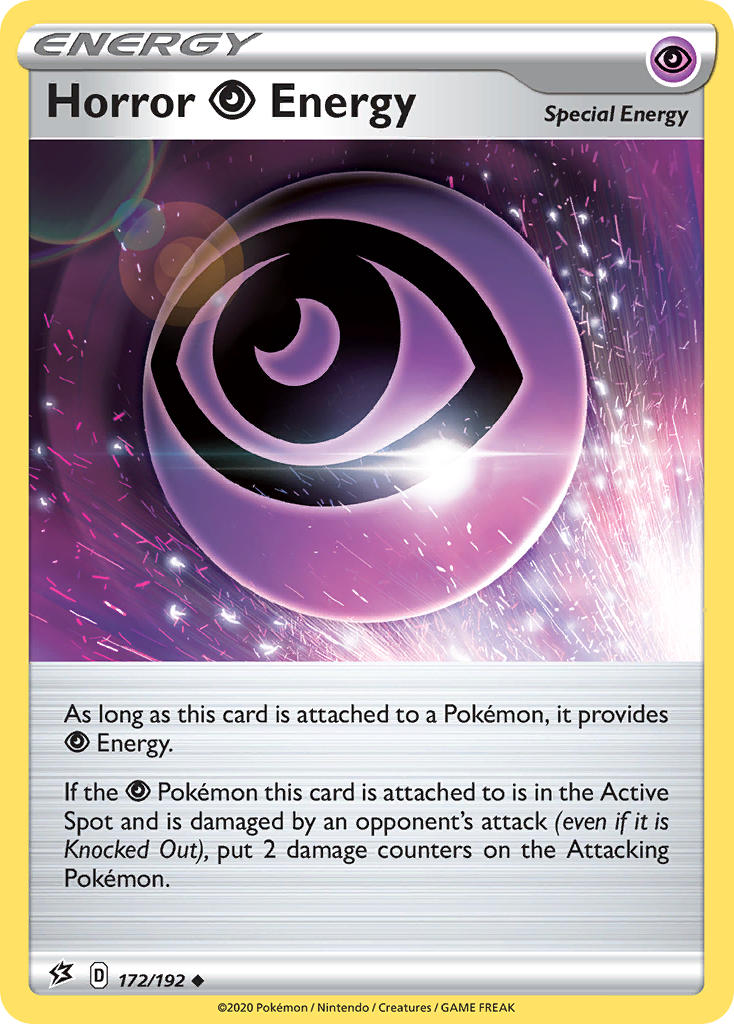 ENERGY
Horror Energy
Special Energy
As long as this card is attached to a Pokémon, it provides
Energy.
If the Pokémon this card is attached to is in the Active
Spot and is damaged by an opponent's attack (even if it is
Knocked Out), put 2 damage counters on the Attacking
Pokémon.
D 172/192
©2020 Pokémon / Nintendo / Creatures / GAME FREAK